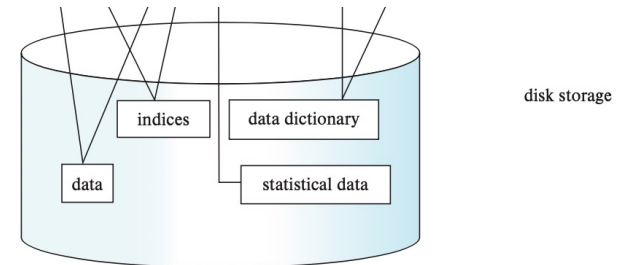 disk storage
indices
data dictionary
data
statistical data